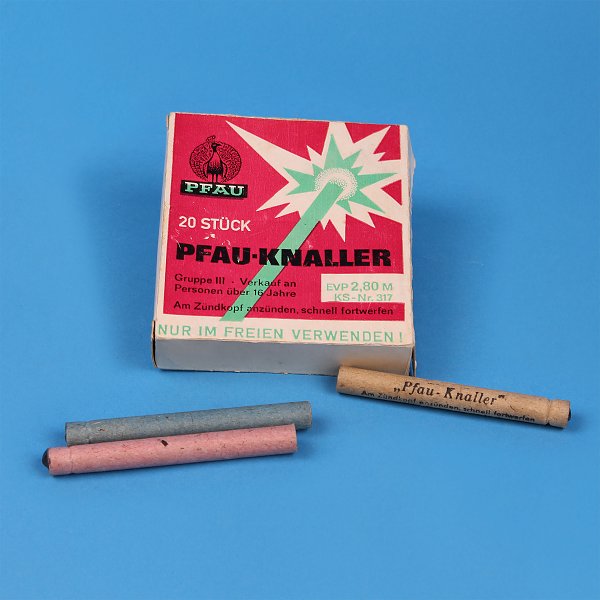 PFAU
20 STÜCK
PFAU-KNALLER
Gruppe III · Verkauf an
Personen über 16 Jahre
EVP 2,80 M
KS-Nr. 317
Am Zündkopf anzünden, schnell fortwerfen
NUR IM FREIEN VERWENDEN!
„Pfau-Knaller"
Am Zündkopf anzünden, schnell fortwerfen